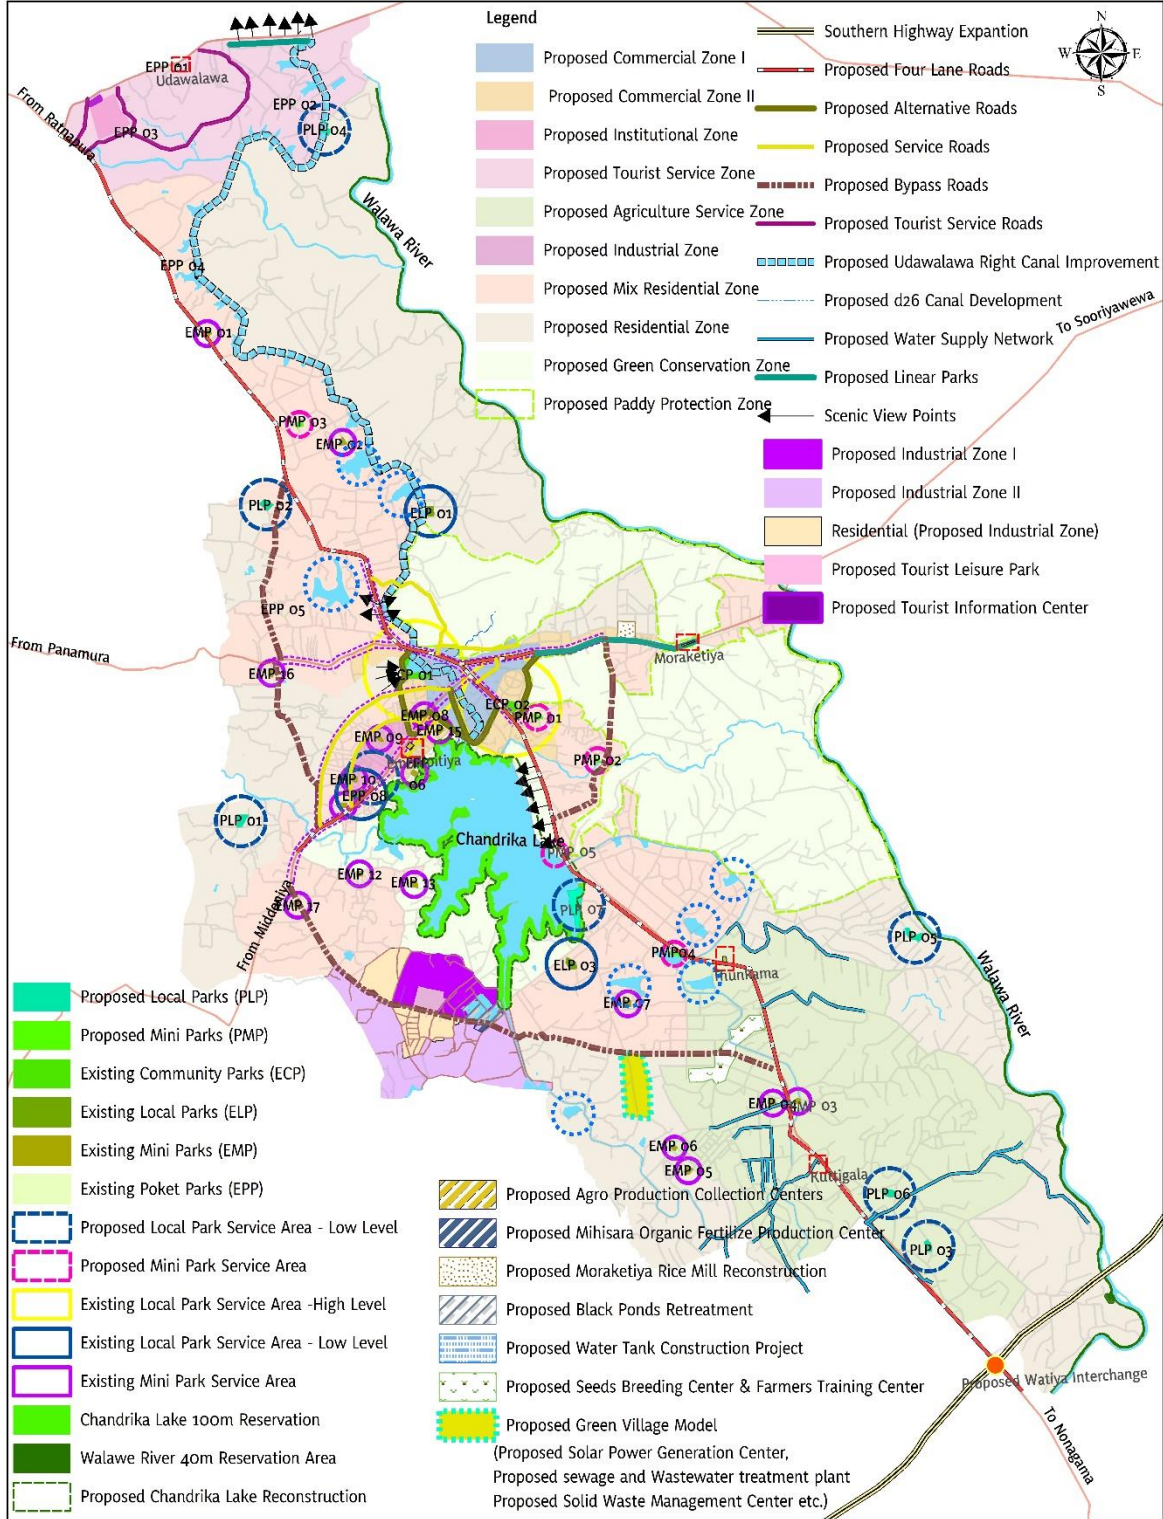 Legend
Proposed Commercial Zone I
Proposed Commercial Zone II
Proposed Institutional Zone
Proposed Tourist Service Zone
Proposed Agriculture Service Zone
Proposed Industrial Zone
Proposed Mix Residential Zone
Proposed Residential Zone
Proposed Green Conservation Zone
Proposed Paddy Protection Zone
Southern Highway Expantion
Proposed Four Lane Roads
Proposed Alternative Roads
Proposed Service Roads
Proposed Bypass Roads
Proposed Tourist Service Roads
Proposed Udawalawa Right Canal Improvement
Proposed d26 Canal Development
Proposed Water Supply Network
Proposed Linear Parks
Scenic View Points
Proposed Industrial Zone I
Proposed Industrial Zone II
Residential (Proposed Industrial Zone)
Proposed Tourist Leisure Park
Proposed Tourist Information Center
N
W
E
S
EPP 01
Udawalawa
EPP 02
PLP 04
EPP 03
From Ratnapura
Walawa River
EPP 04
To Sooriyawewa
EMP 01
PMP 03
EMP 02
PLP 02
ELP 01
EPP 05
From Panamura
Moraketiya
EMP 16
ECP 01
ECP 02
EMP 08
PMP 01
EMP 15
EMP 09
PMP 02
06
EMP 10
EPP 08
PLP 01
Chandrika Lake
PMP 05
EMP 12
EMP 13
EMP 17
From Middeniya
PLP 07
PLP 05
PMP04
ELP 03
Thunkama
EMP 07
Walawa River
EMP 04
EMP 03
EMP 06
EMP 05
Kuttigala
PLP 06
PLP 03
Proposed Watiya Interchange
To Nonagama
Proposed Local Parks (PLP)
Proposed Mini Parks (PMP)
Existing Community Parks (ECP)
Existing Local Parks (ELP)
Existing Mini Parks (EMP)
Existing Poket Parks (EPP)
Proposed Local Park Service Area - Low Level
Proposed Mini Park Service Area
Existing Local Park Service Area -High Level
Existing Local Park Service Area - Low Level
Existing Mini Park Service Area
Chandrika Lake 100m Reservation
Walawe River 40m Reservation Area
Proposed Chandrika Lake Reconstruction
Proposed Agro Production Collection Centers
Proposed Mihisara Organic Fertilize Production Center
Proposed Moraketiya Rice Mill Reconstruction
Proposed Black Ponds Retreatment
Proposed Water Tank Construction Project
Proposed Seeds Breeding Center & Farmers Training Center
Proposed Green Village Model
(Proposed Solar Power Generation Center,
Proposed sewage and Wastewater treatment plant
Proposed Solid Waste Management Center etc.)